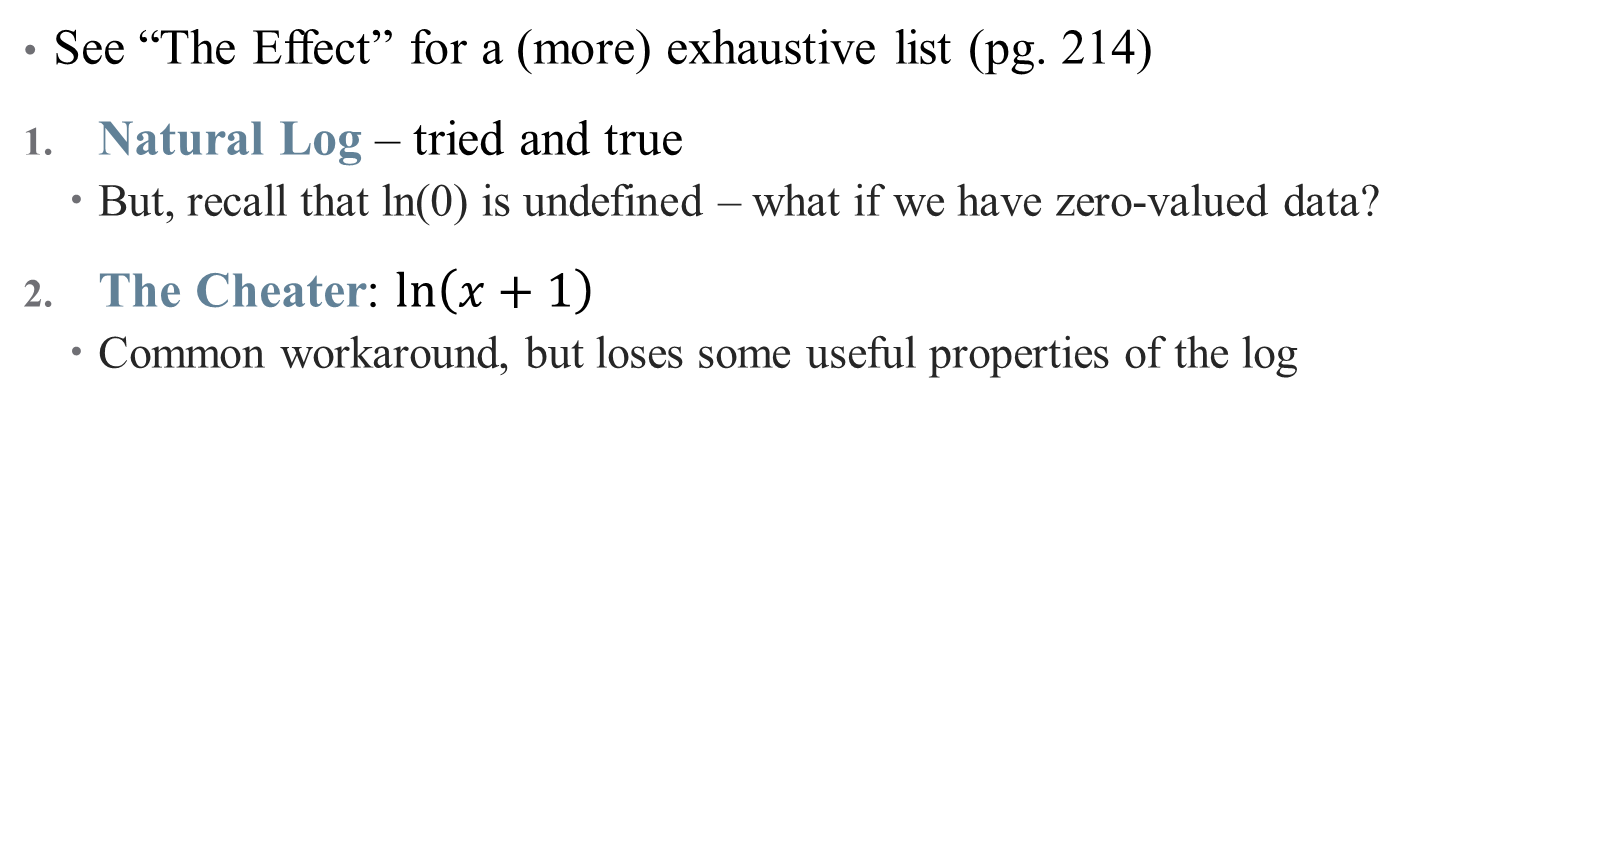 • See “The Effect” for a (more) exhaustive list (pg. 214)
1. Natural Log – tried and true
• But, recall that ln(0) is undefined – what if we have zero-valued data?
2. The Cheater: ln(𝑥 + 1)
• Common workaround, but loses some useful properties of the log